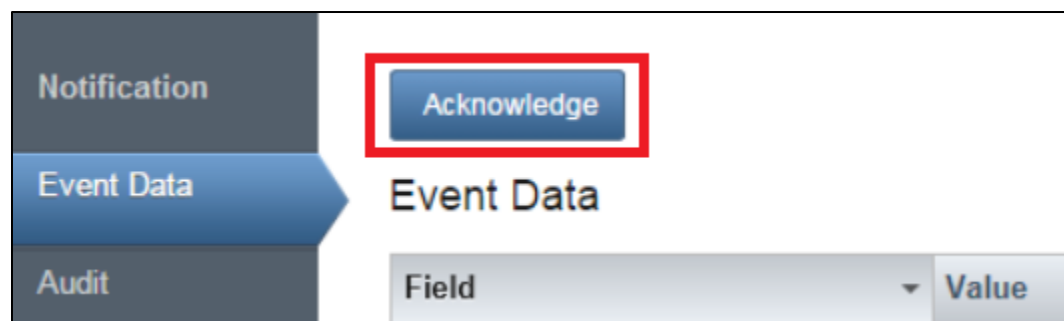 Notification
Acknowledge
Event Data
Event Data
Audit
Field
Value